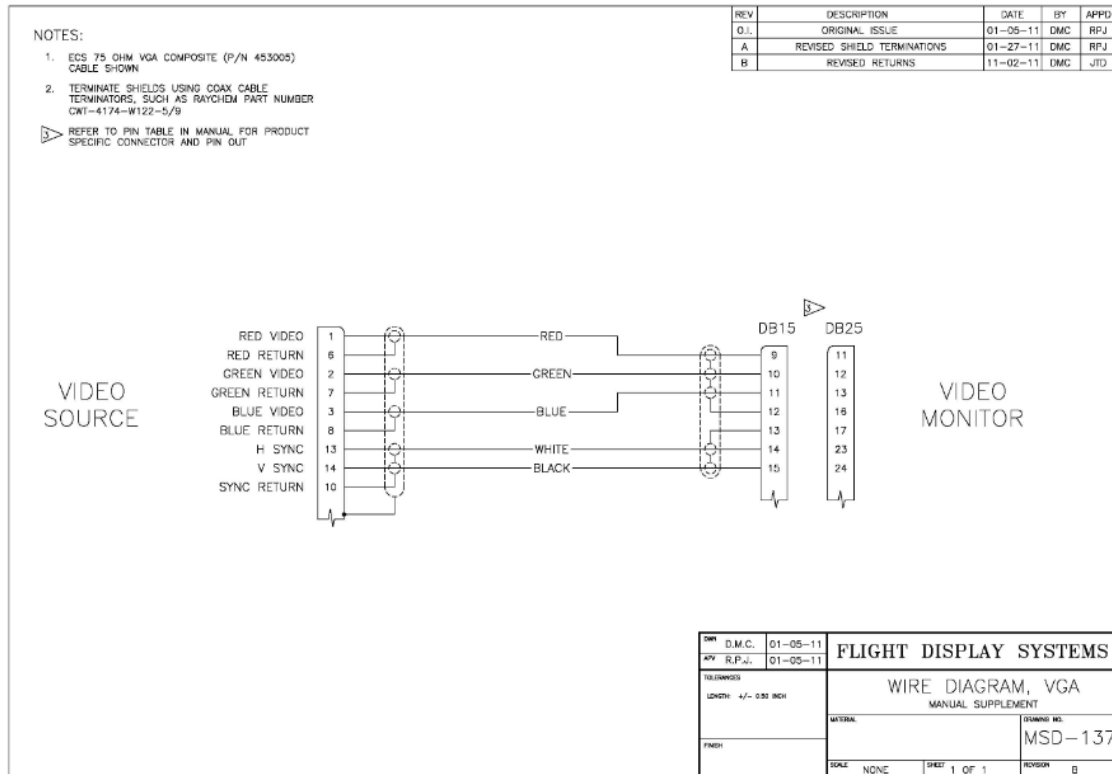 NOTES:
1. ECS 75 OHM VGA COMPOSITE (P/N 453005)
CABLE SHOWN
2. TERMINATE SHIELDS USING COAX CABLE
TERMINATORS, SUCH AS RAYCHEM PART NUMBER
CWT-4174-W122-5/9
3 REFER TO PIN TABLE IN MANUAL FOR PRODUCT
SPECIFIC CONNECTOR AND PIN OUT
REV DESCRIPTION DATE BY APPD
O.I. ORIGINAL ISSUE 01-05-11 DMC RPJ
A REVISED SHIELD TERMINATIONS 01-27-11 DMC RPJ
B REVISED RETURNS 11-02-11 DMC JTD
VIDEO
SOURCE
RED VIDEO 1
RED RETURN 6
GREEN VIDEO 2
GREEN RETURN 7
BLUE VIDEO 3
BLUE RETURN 8
H SYNC 13
V SYNC 14
SYNC RETURN 10
RED
GREEN
BLUE
WHITE
BLACK
3
DB15 DB25
9 11
10 12
11 13
12 16
13 17
14 23
15 24
VIDEO
MONITOR
DWN D.M.C. 01-05-11
APV R.P.J. 01-05-11
TOLERANCES
LENGTH: +/- 0.50 INCH
FINISH
FLIGHT DISPLAY SYSTEMS
WIRE DIAGRAM, VGA
MANUAL SUPPLEMENT
MATERIAL
DRAWING NO.
MSD-137
SCALE NONE
SHEET 1 OF 1
REVISION B